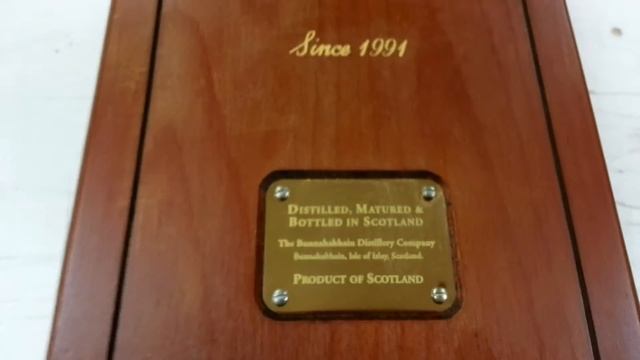 Since 1991
DISTILLED, MATURED &
BOTTLED IN SCOTLAND
The Bunnahabhain Distillery Company
Bunnahabhain, Isle of Islay, Scotland.
PRODUCT OF SCOTLAND